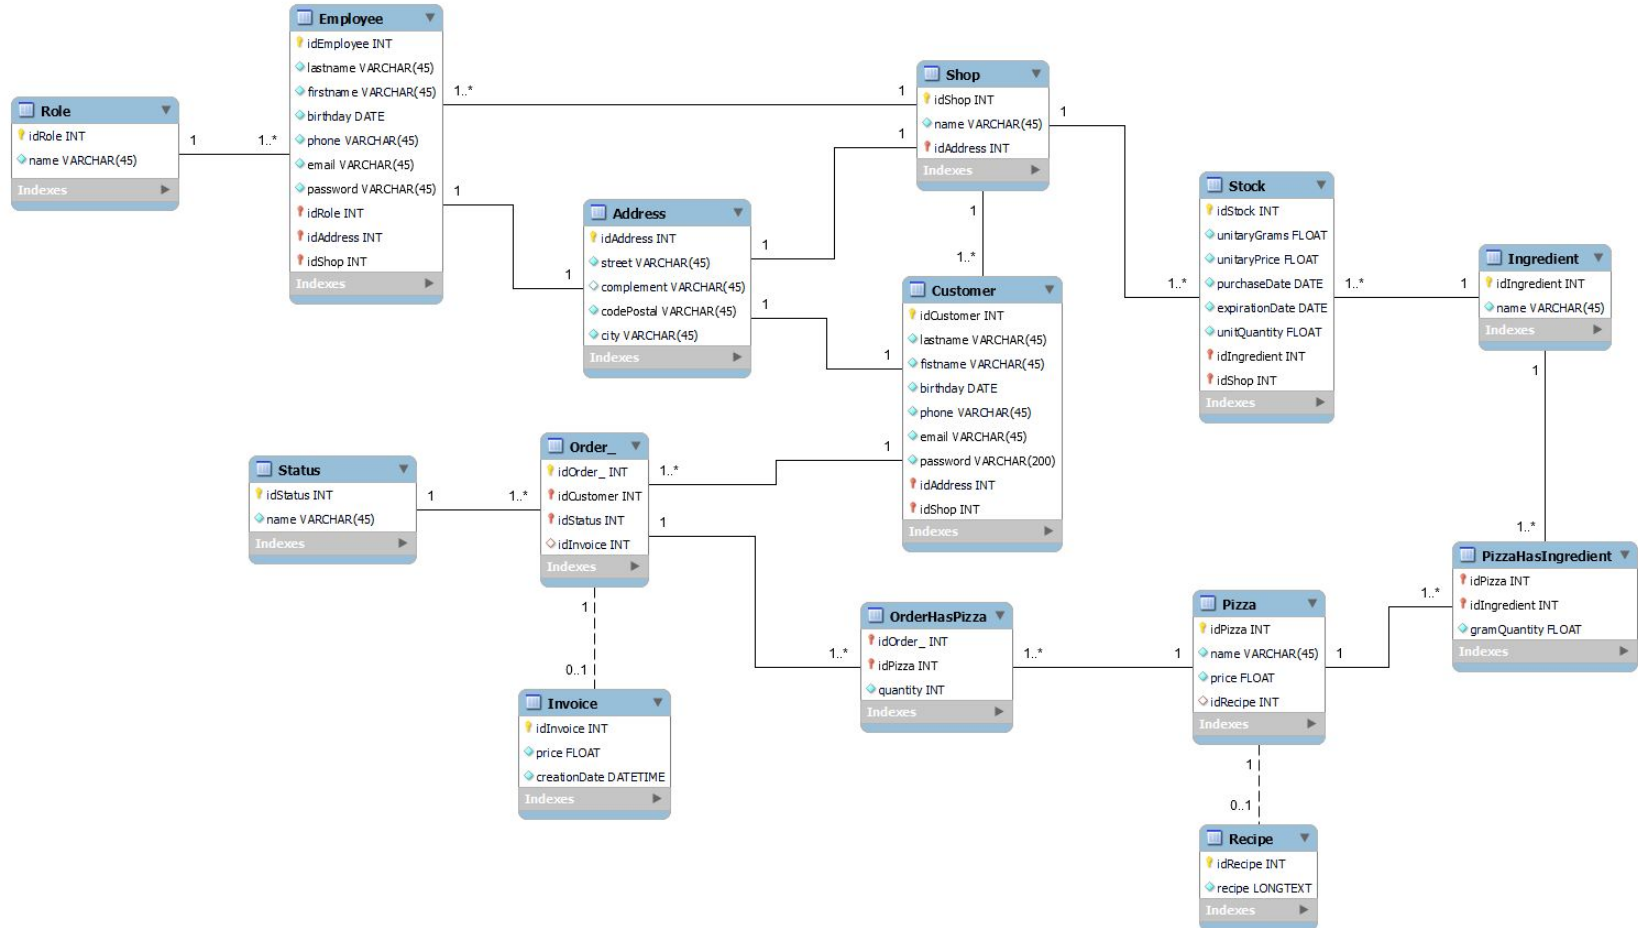 Employee
idEmployee INT
lastname VARCHAR(45)
firstname VARCHAR(45)
birthday DATE
phone VARCHAR(45)
email VARCHAR(45)
password VARCHAR(45)
idRole INT
idAddress INT
idShop INT
Indexes
Role
idRole INT
name VARCHAR(45)
Indexes
1
1..*
1..*
1
1
1
Shop
idShop INT
name VARCHAR(45)
idAddress INT
Indexes
1
1
1
1..*
1
1..*
Address
idAddress INT
street VARCHAR(45)
complement VARCHAR(45)
codePostal VARCHAR(45)
city VARCHAR(45)
Indexes
1
1
Stock
idStock INT
unitaryGrams FLOAT
unitaryPrice FLOAT
purchaseDate DATE
expirationDate DATE
unitQuantity FLOAT
idIngredient INT
idShop INT
Indexes
1..*
1
Ingredient
idIngredient INT
name VARCHAR(45)
Indexes
1
1..*
Customer
idCustomer INT
lastname VARCHAR(45)
fistname VARCHAR(45)
birthday DATE
phone VARCHAR(45)
email VARCHAR(45)
password VARCHAR(200)
idAddress INT
idShop INT
Indexes
1
1..*
Status
idStatus INT
name VARCHAR(45)
Indexes
1
1..*
Order_
idOrder_ INT
idCustomer INT
idStatus INT
idInvoice INT
Indexes
1
1..*
1
0..1
Invoice
idInvoice INT
price FLOAT
creationDate DATETIME
Indexes
OrderHasPizza
idOrder_ INT
idPizza INT
quantity INT
Indexes
1..*
1
Pizza
idPizza INT
name VARCHAR(45)
price FLOAT
idRecipe INT
Indexes
1
1..*
PizzaHasIngredient
idPizza INT
idIngredient INT
gramQuantity FLOAT
Indexes
1
0..1
Recipe
idRecipe INT
recipe LONGTEXT
Indexes